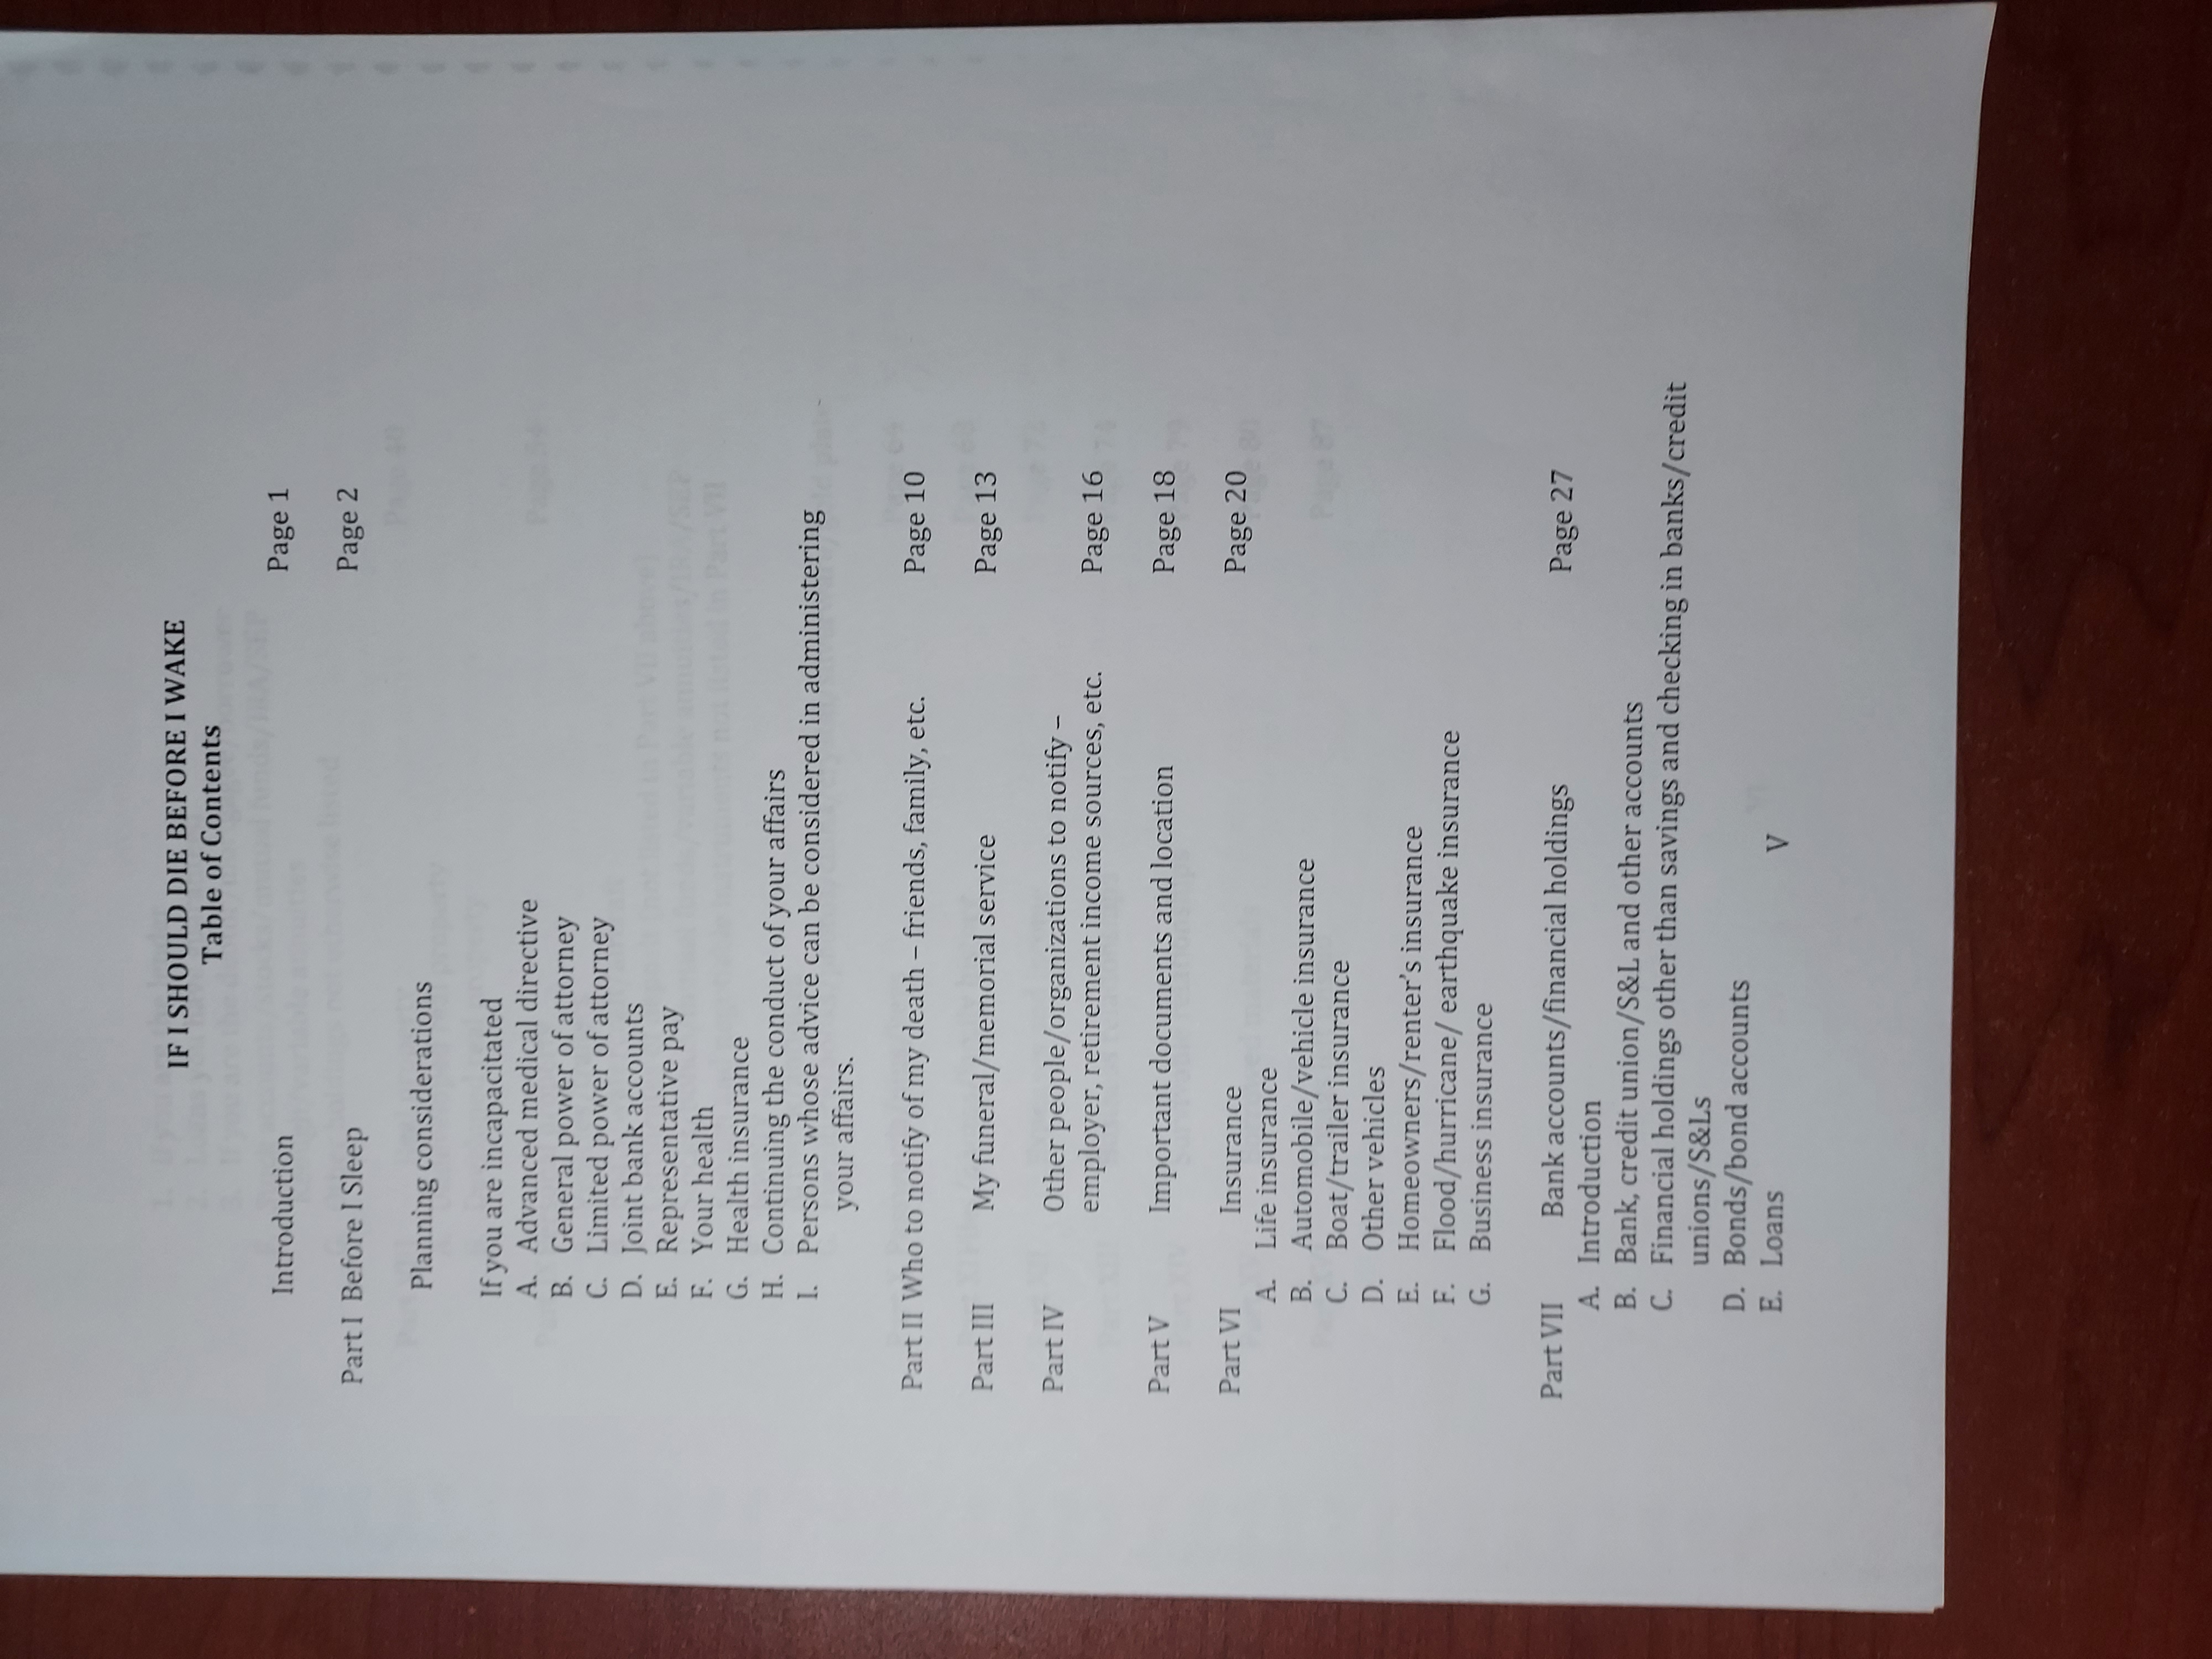 IF I SHOULD DIE BEFORE I WAKE
Table of Contents
Introduction Page 1
Part I Before I Sleep Page 2
Planning considerations
If you are incapacitated
A. Advanced medical directive
B. General power of attorney
C. Limited power of attorney
D. Joint bank accounts
E. Representative pay
F. Your health
G. Health insurance
H. Continuing the conduct of your affairs
I. Persons whose advice can be considered in administering
your affairs.
Part II Who to notify of my death – friends, family, etc. Page 10
Part III My funeral/memorial service Page 13
Part IV Other people/organizations to notify –
employer, retirement income sources, etc. Page 16
Part V Important documents and location Page 18
Part VI Insurance Page 20
A. Life insurance
B. Automobile/vehicle insurance
C. Boat/trailer insurance
D. Other vehicles
E. Homeowners/renter’s insurance
F. Flood/hurricane/ earthquake insurance
G. Business insurance
Part VII Bank accounts/financial holdings Page 27
A. Introduction
B. Bank, credit union/S&L and other accounts
C. Financial holdings other than savings and checking in banks/credit
unions/S&Ls
D. Bonds/bond accounts
E. Loans
V